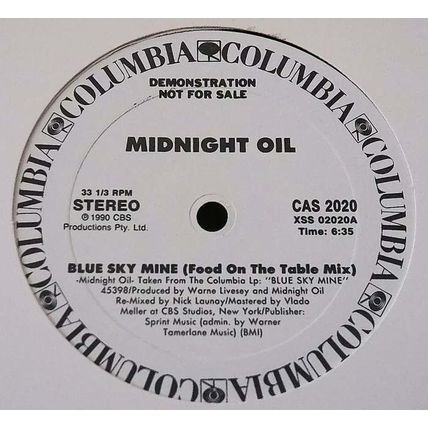 COLUMBIA COLUMBIA COLUMBIA COLUMBIA COLUMBIA COLUMBIA
DEMONSTRATION
NOT FOR SALE
MIDNIGHT OIL
33 1/3 RPM
STEREO
℗ 1990 CBS
Productions Pty. Ltd.
CAS 2020
XSS 02020A
Time: 6:35
BLUE SKY MINE (Food On The Table Mix)
-Midnight Oil- Taken From The Columbia Lp: "BLUE SKY MINE"
45398/Produced by Warne Livesey and Midnight Oil
Re-Mixed by Nick Launay/Mastered by Vlado
Meller at CBS Studios, New York/Publisher:
Sprint Music (admin. by Warner
Tamerlane Music) (BMI)